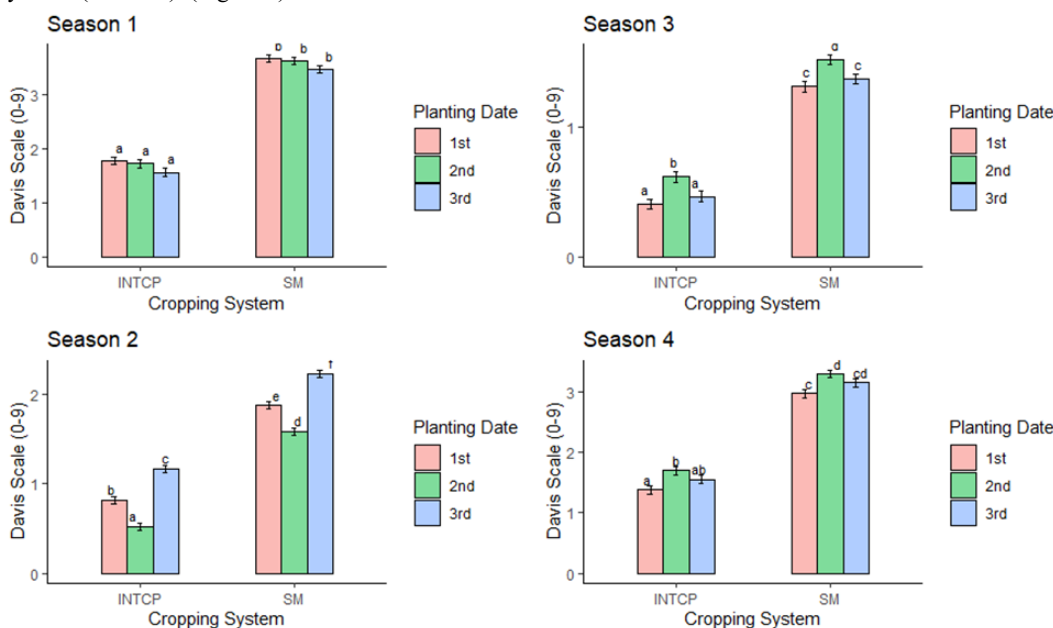 Season 1
Davis Scale (0-9)
3
2
1
0
a a a
b b b
INTCP SM
Cropping System
Planting Date
1st
2nd
3rd
Season 3
Davis Scale (0-9)
1
0
a b a
c c
INTCP SM
Cropping System
Planting Date
1st
2nd
3rd
Season 2
Davis Scale (0-9)
2
1
0
b a c
e d f
INTCP SM
Cropping System
Planting Date
1st
2nd
3rd
Season 4
Davis Scale (0-9)
3
2
1
0
a b ab
c d cd
INTCP SM
Cropping System
Planting Date
1st
2nd
3rd